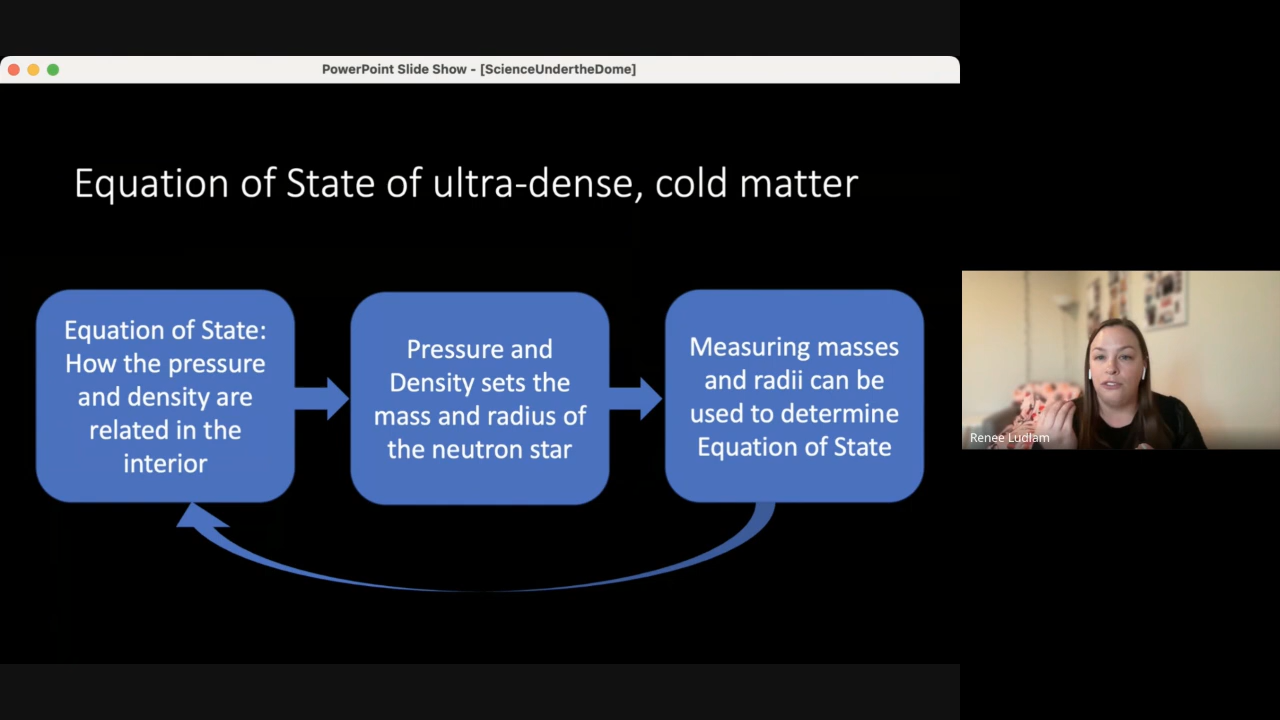 PowerPoint Slide Show - [ScienceUndertheDome]
Equation of State of ultra-dense, cold matter
Equation of State:
How the pressure
and density are
related in the
interior
Pressure and
Density sets the
mass and radius of
the neutron star
Measuring masses
and radii can be
used to determine
Equation of State
Renee Ludlam